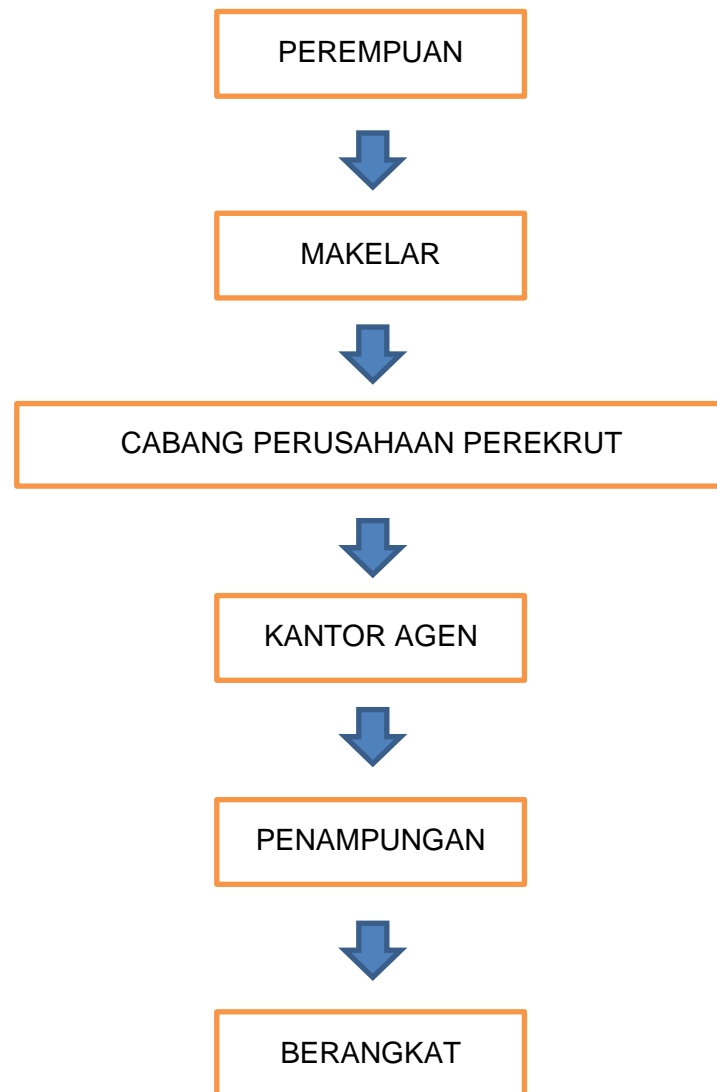 PEREMPUAN
MAKELAR
CABANG PERUSAHAAN PEREKRUT
KANTOR AGEN
PENAMPUNGAN
BERANGKAT